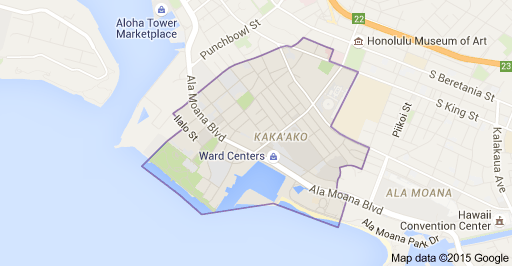 Aloha Tower
Marketplace
Punchbowl St
22
Honolulu Museum of Art
23
S Beretania St
S King St
Ala Moana Blvd
Ilalo St
Piikoi St
KAKA'AKO
Kalakaua Ave
Ward Centers
Ala Moana Blvd
ALA MOANA
Hawaii
Convention Center
Ala Moana Park Dr
Map data ©2015 Google